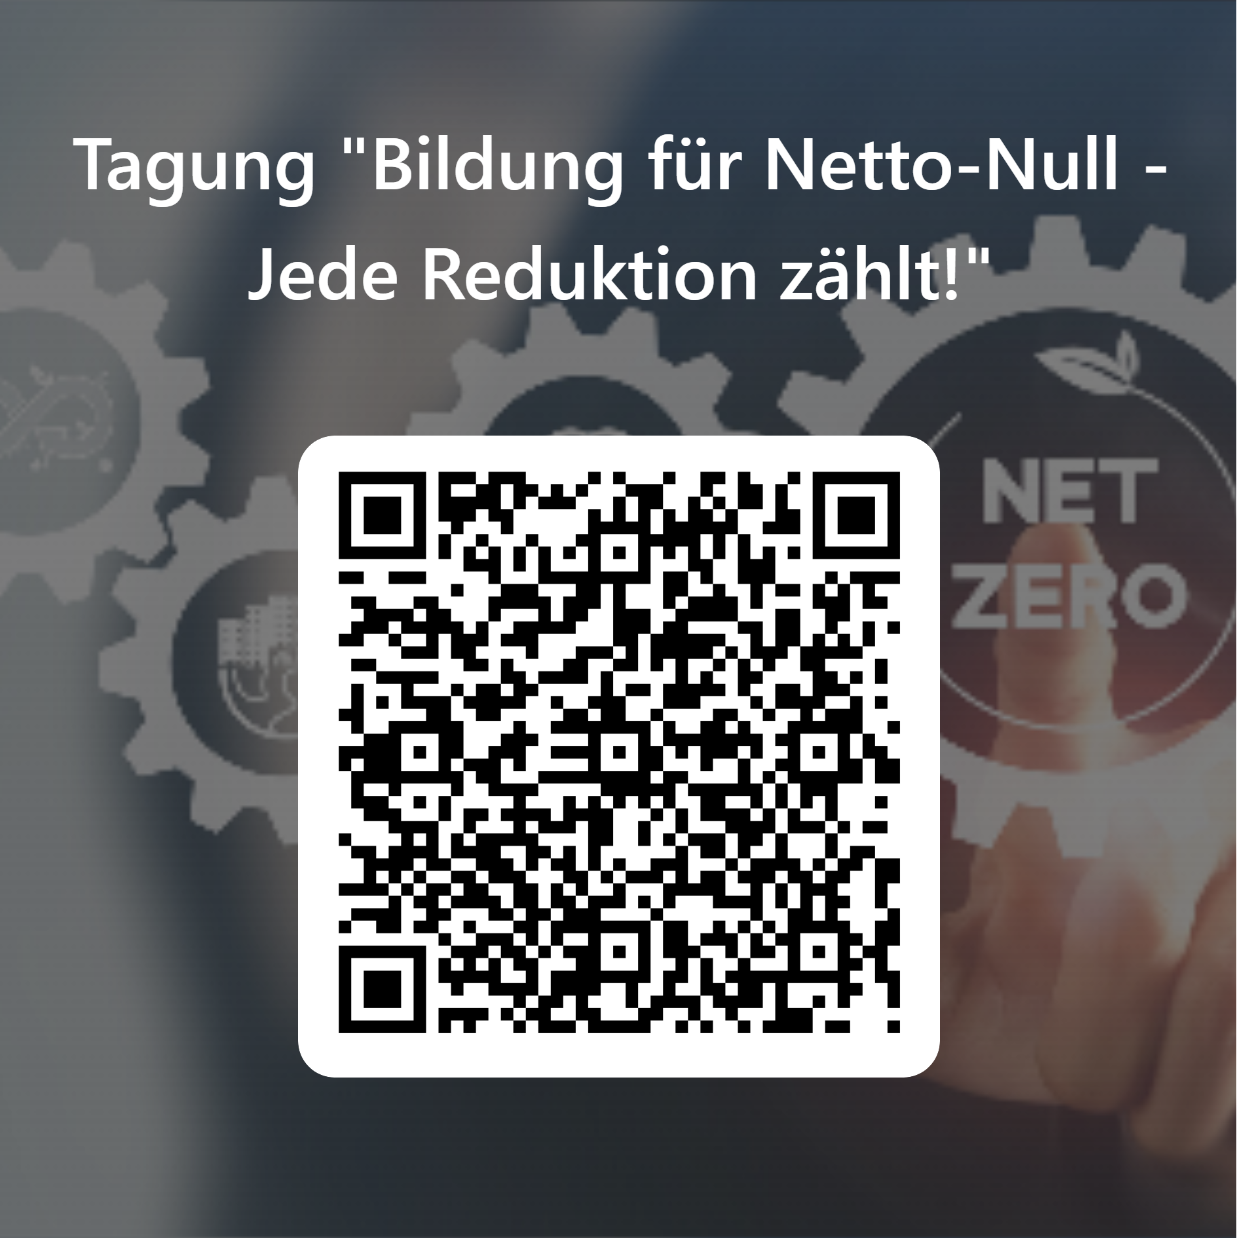 Tagung "Bildung für Netto-Null -
Jede Reduktion zählt!"
NET
ZERO